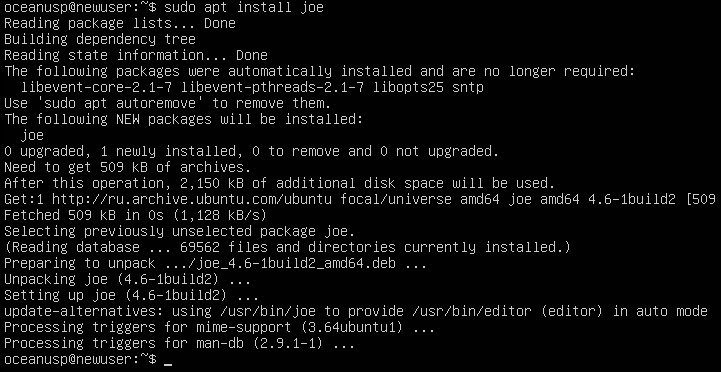 oceanusp@newuser:~$ sudo apt install joe
Reading package lists... Done
Building dependency tree
Reading state information... Done
The following packages were automatically installed and are no longer required:
  libevent-core-2.1-7 libevent-pthreads-2.1-7 libopts25 sntp
Use 'sudo apt autoremove' to remove them.
The following NEW packages will be installed:
  joe
0 upgraded, 1 newly installed, 0 to remove and 0 not upgraded.
Need to get 509 kB of archives.
After this operation, 2,150 kB of additional disk space will be used.
Get:1 http://ru.archive.ubuntu.com/ubuntu focal/universe amd64 joe amd64 4.6-1build2 [509
Fetched 509 kB in 0s (1,128 kB/s)
Selecting previously unselected package joe.
(Reading database ... 69562 files and directories currently installed.)
Preparing to unpack .../joe_4.6-1build2_amd64.deb ...
Unpacking joe (4.6-1build2) ...
Setting up joe (4.6-1build2) ...
update-alternatives: using /usr/bin/joe to provide /usr/bin/editor (editor) in auto mode
Processing triggers for mime-support (3.64ubuntu1) ...
Processing triggers for man-db (2.9.1-1) ...
oceanusp@newuser:~$ _